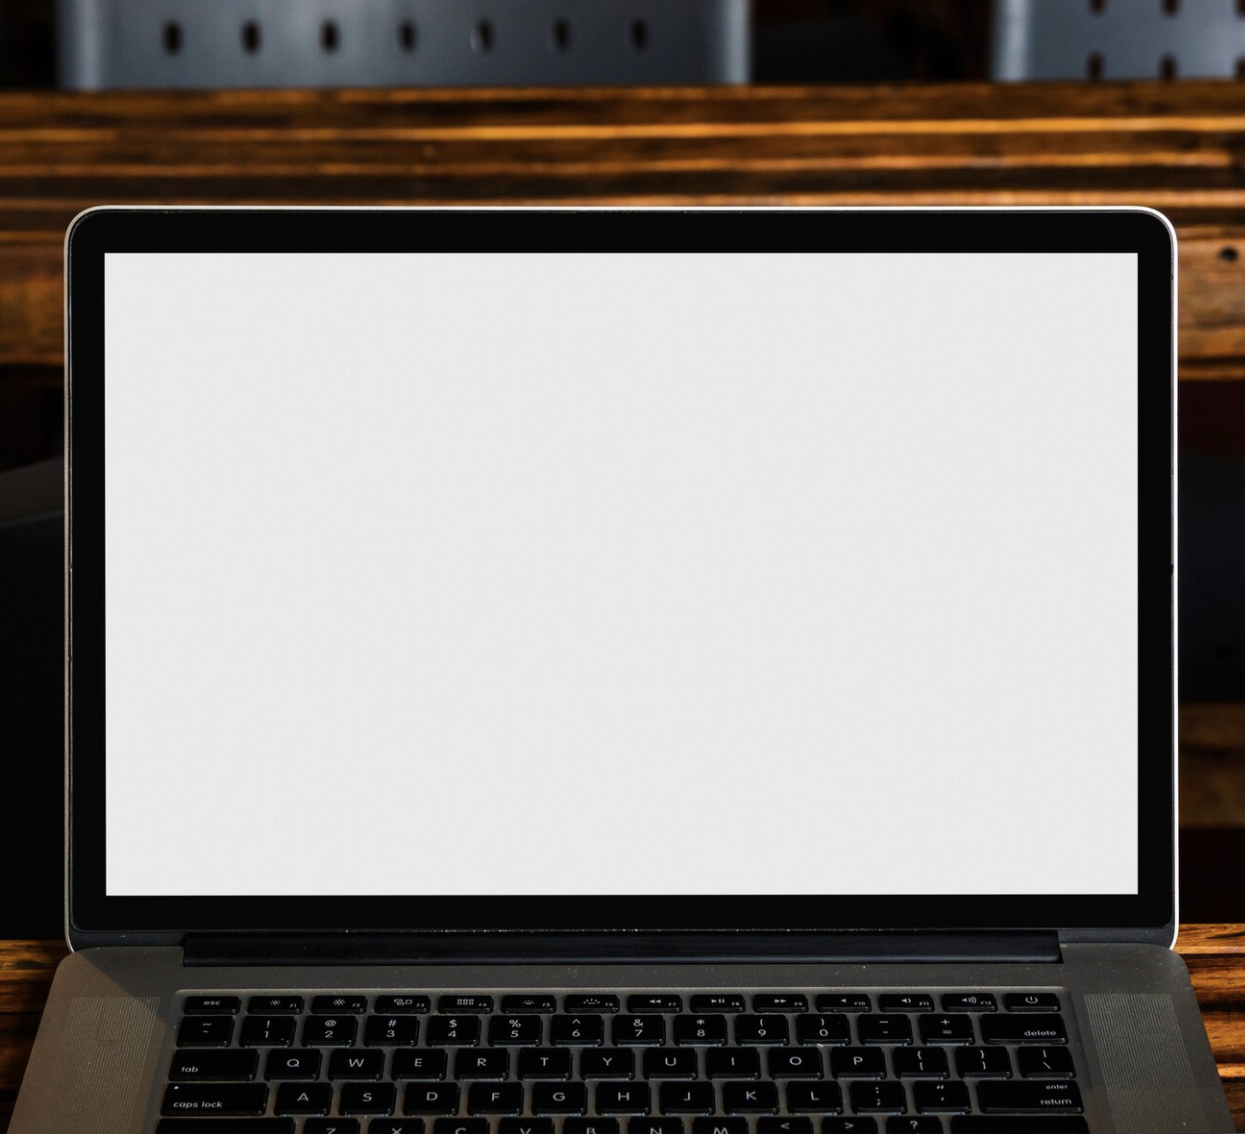 esc F1 F2 F3 F4 F5 F6 F7 F8 F9 F10 F11 F12
~ ` ! 1 @ 2 # 3 $ 4 % 5 ^ 6 & 7 * 8 ( 9 ) 0 _ - + = delete
tab Q W E R T Y U I O P { [ } ] | \
caps lock A S D F G H J K L : ; " ' enter return
Z X C V B N M < > ?